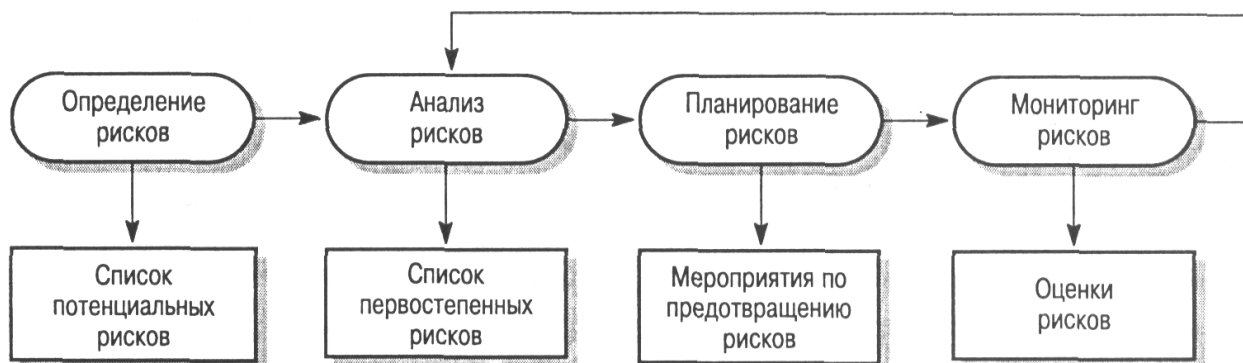 Определение
рисков
Анализ
рисков
Планирование
рисков
Мониторинг
рисков
Список
потенциальных
рисков
Список
первостепенных
рисков
Мероприятия по
предотвращению
рисков
Оценки
рисков